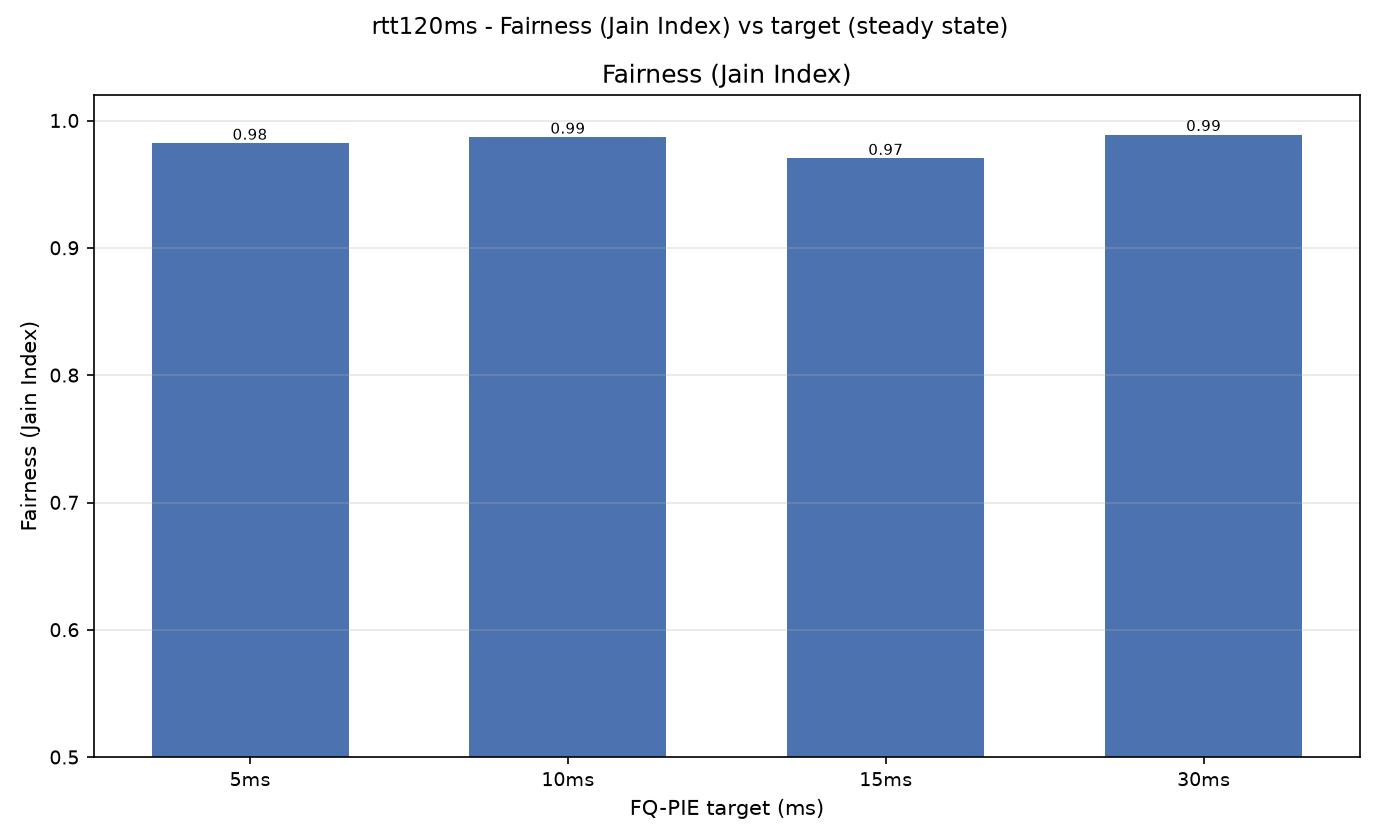 rtt120ms - Fairness (Jain Index) vs target (steady state)
Fairness (Jain Index)
1.0
0.9
0.8
0.7
0.6
0.5
Fairness (Jain Index)
0.98
0.99
0.97
0.99
5ms
10ms
15ms
30ms
FQ-PIE target (ms)